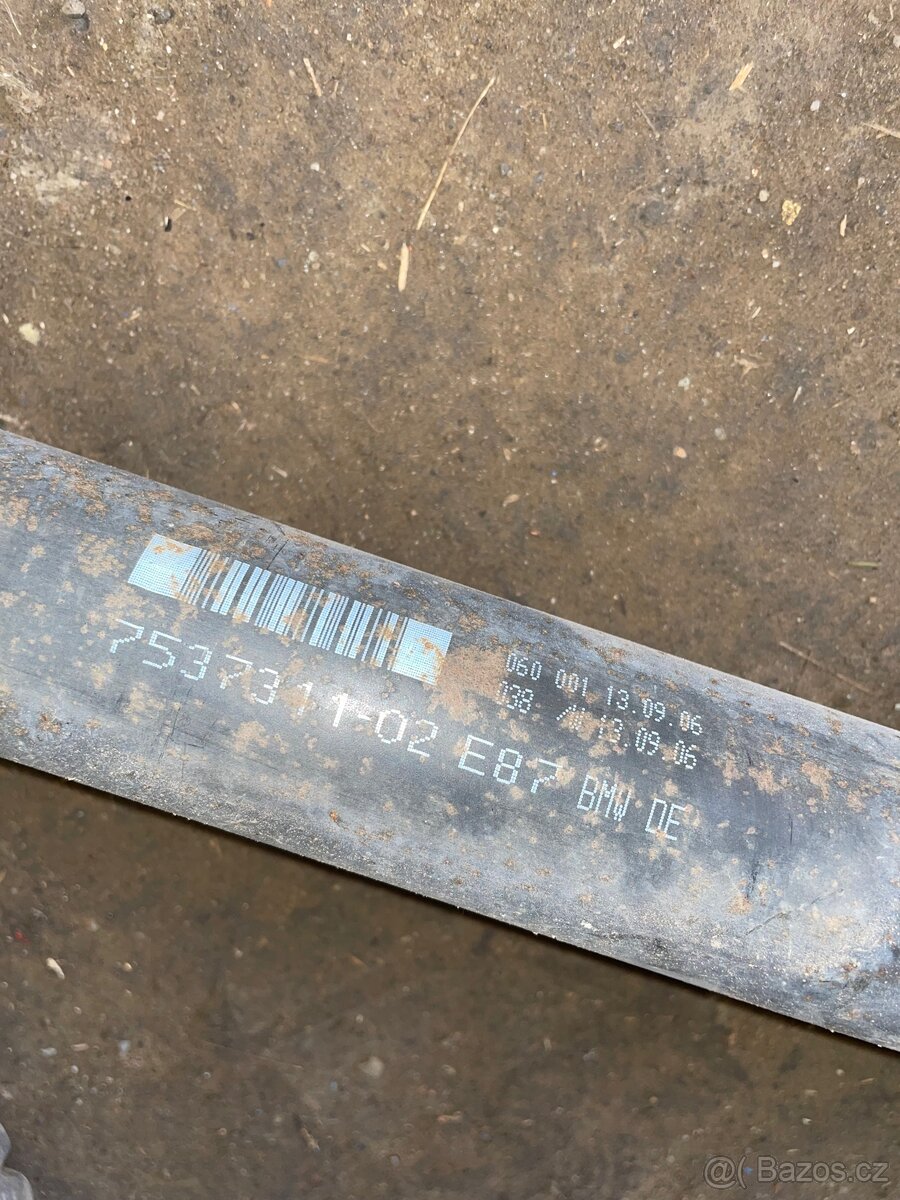 7537311-02 E87 BMW DE
060 001 13.09.06
038 13.09.06
@( Bazos.cz